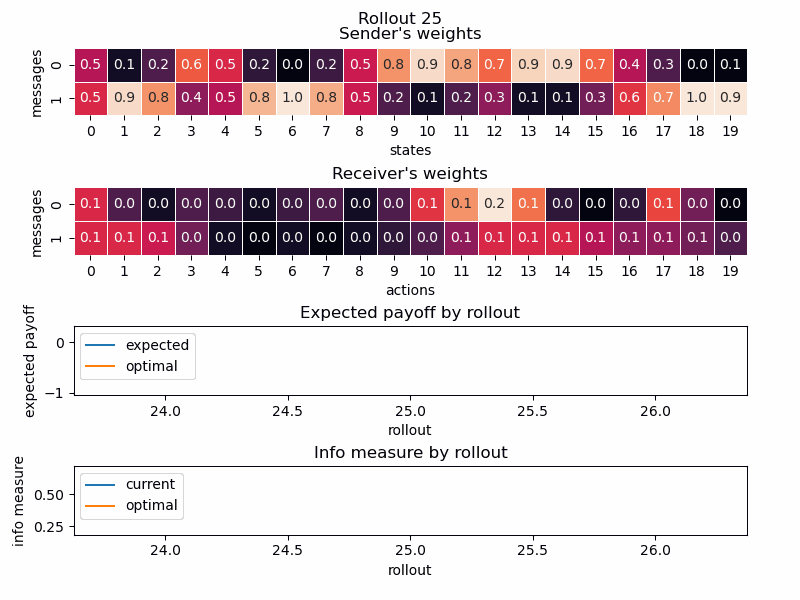 Rollout 25
Sender's weights
messages
0 0.5 0.1 0.2 0.6 0.5 0.2 0.0 0.2 0.5 0.8 0.9 0.8 0.7 0.9 0.9 0.7 0.4 0.3 0.0 0.1
1 0.5 0.9 0.8 0.4 0.5 0.8 1.0 0.8 0.5 0.2 0.1 0.2 0.3 0.1 0.1 0.3 0.6 0.7 1.0 0.9
0 1 2 3 4 5 6 7 8 9 10 11 12 13 14 15 16 17 18 19
states
Receiver's weights
messages
0 0.1 0.0 0.0 0.0 0.0 0.0 0.0 0.0 0.0 0.0 0.1 0.1 0.2 0.1 0.0 0.0 0.0 0.1 0.0 0.0
1 0.1 0.1 0.1 0.0 0.0 0.0 0.0 0.0 0.0 0.0 0.0 0.1 0.1 0.1 0.1 0.1 0.1 0.1 0.1 0.0
0 1 2 3 4 5 6 7 8 9 10 11 12 13 14 15 16 17 18 19
actions
Expected payoff by rollout
expected payoff
0
−1
expected
optimal
24.0 24.5 25.0 25.5 26.0
rollout
Info measure by rollout
info measure
0.50
0.25
current
optimal
24.0 24.5 25.0 25.5 26.0
rollout